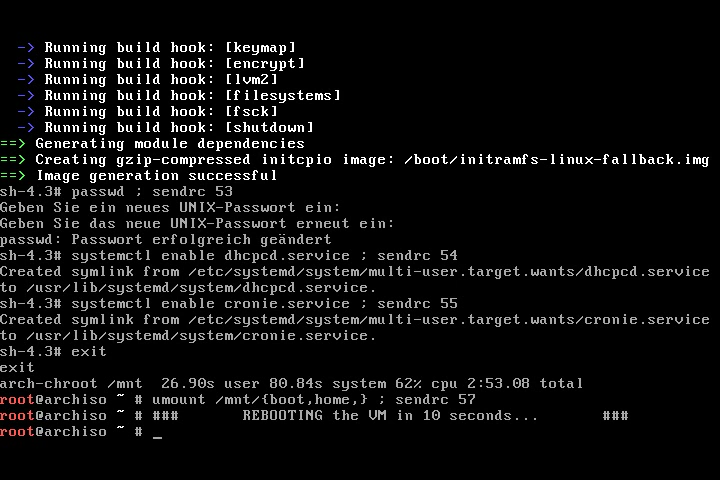 -> Running build hook: [keymap]
-> Running build hook: [encrypt]
-> Running build hook: [lvm2]
-> Running build hook: [filesystems]
-> Running build hook: [fsck]
-> Running build hook: [shutdown]
==> Generating module dependencies
==> Creating gzip-compressed initcpio image: /boot/initramfs-linux-fallback.img
==> Image generation successful
sh-4.3# passwd ; sendrc 53
Geben Sie ein neues UNIX-Passwort ein:
Geben Sie das neue UNIX-Passwort erneut ein:
passwd: Passwort erfolgreich geändert
sh-4.3# systemctl enable dhcpcd.service ; sendrc 54
Created symlink from /etc/systemd/system/multi-user.target.wants/dhcpcd.service
to /usr/lib/systemd/system/dhcpcd.service.
sh-4.3# systemctl enable cronie.service ; sendrc 55
Created symlink from /etc/systemd/system/multi-user.target.wants/cronie.service
to /usr/lib/systemd/system/cronie.service.
sh-4.3# exit
exit
arch-chroot /mnt  26.90s user 80.84s system 62% cpu 2:53.08 total
root@archiso ~ # umount /mnt/{boot,home,} ; sendrc 57
root@archiso ~ # ###       REBOOTING the VM in 10 seconds...       ###
root@archiso ~ # _